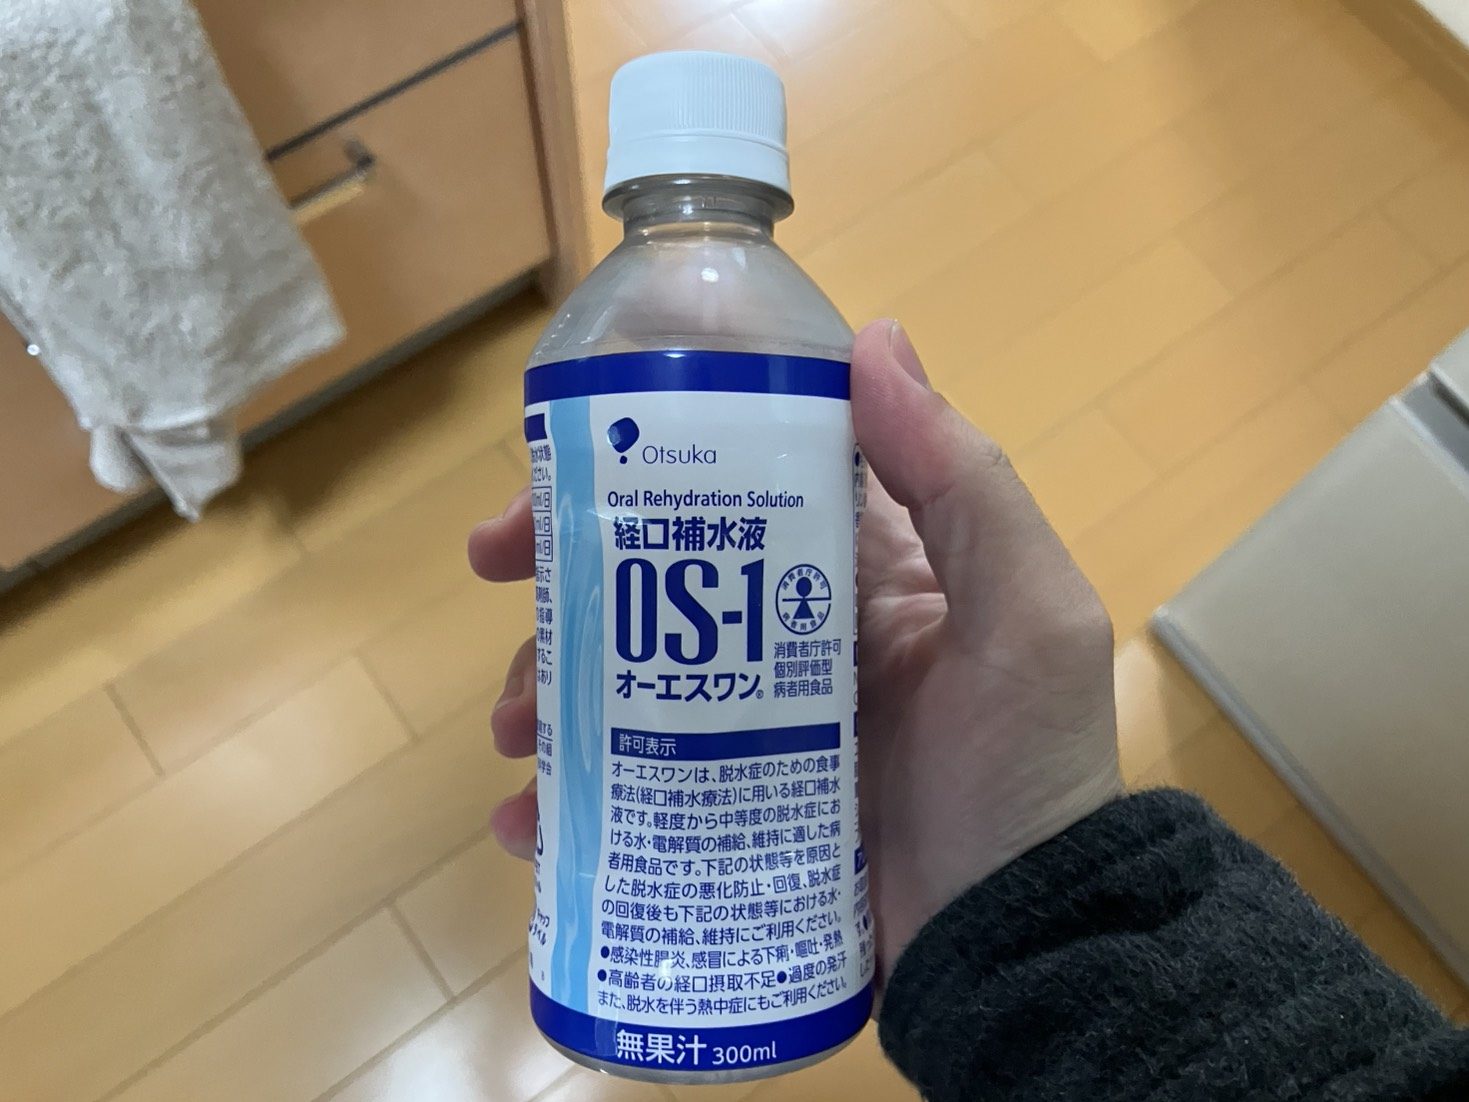 Otsuka
Oral Rehydration Solution
経口補水液
OS-1
オーエスワン®
消費者庁許可
病者用食品
消費者庁許可
個別評価型
病者用食品
許可表示
オーエスワンは、脱水症のための食事
療法(経口補水療法)に用いる経口補水
液です。軽度から中等度の脱水症にお
ける水・電解質の補給、維持に適した病
者用食品です。下記の状態等を原因と
した脱水症の悪化防止・回復、脱水症
の回復後も下記の状態等における水・
電解質の補給、維持にご利用ください。
●感染性腸炎、感冒による下痢・嘔吐・発熱
●高齢者の経口摂取不足●過度の発汗
また、脱水を伴う熱中症にもご利用ください。
無果汁 300ml